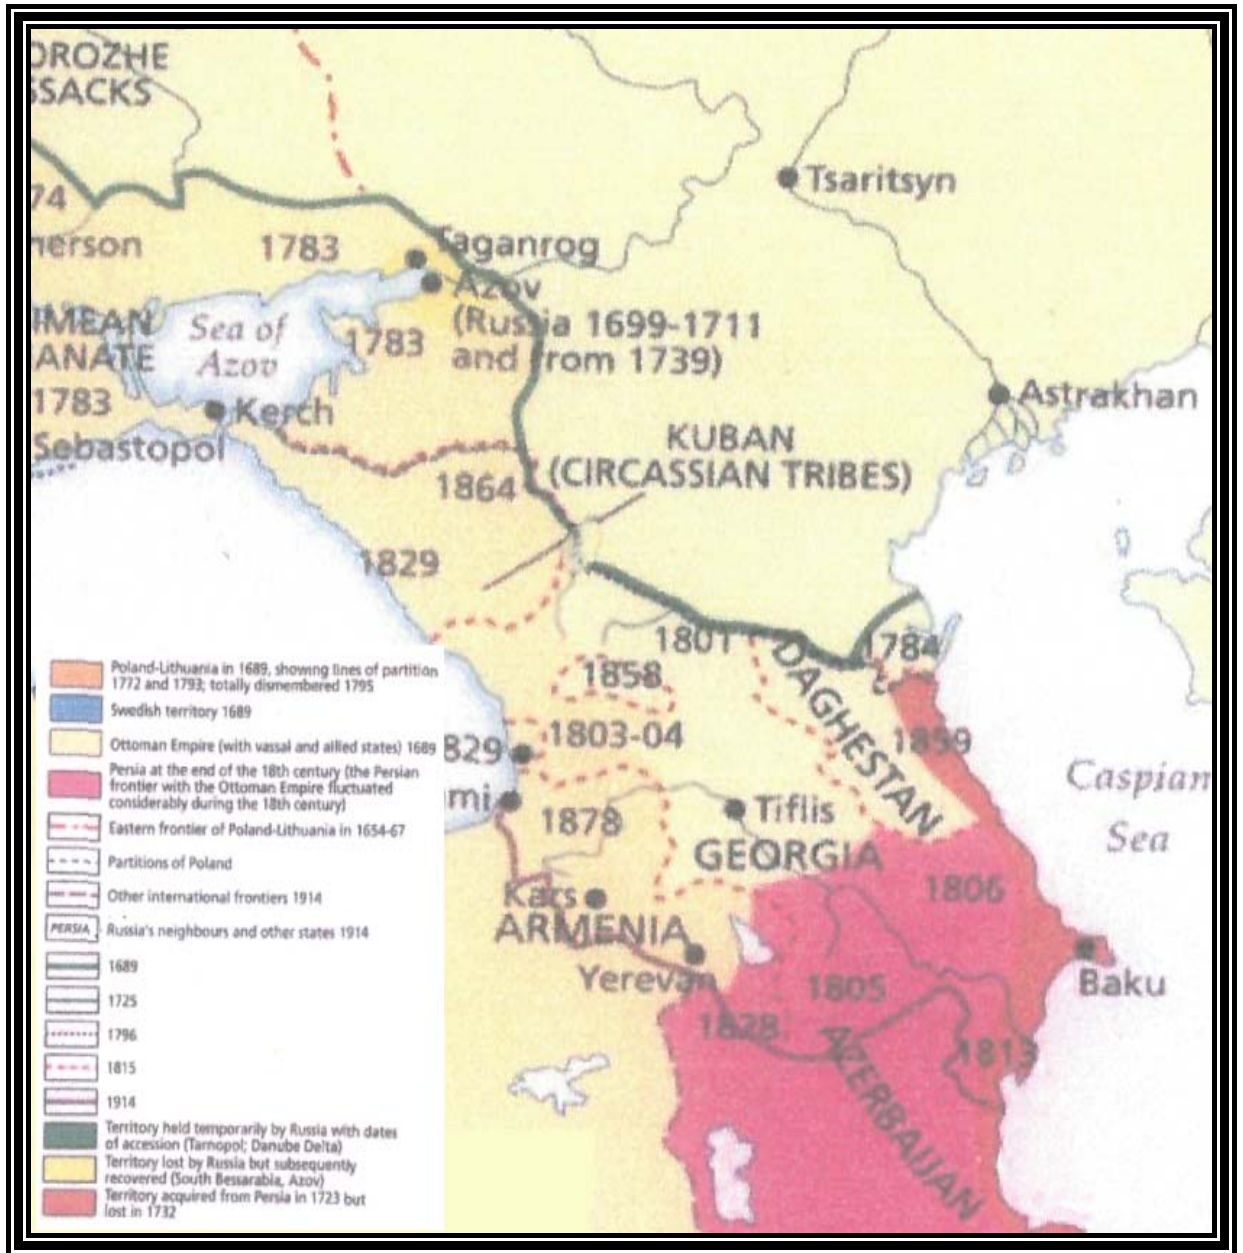 OROZHE
SSACKS
Tsaritsyn
74
herson
1783
Taganrog
Azov
(Russia 1699-1711
and from 1739)
IMEAN
ANATE
1783
Sea of
Azov
1783
Kerch
Sebastopol
Astrakhan
KUBAN
(CIRCASSIAN TRIBES)
1864
1829
1801
1784
DAGHESTAN
1858
1859
1803-04
829
mi
1878
Tiflis
GEORGIA
Caspian
Sea
1806
Kars
ARMENIA
Yerevan
Baku
1805
1828
1813
AZERBAIJAN
Poland-Lithuania in 1689, showing lines of partition
1772 and 1793; totally dismembered 1795
Swedish territory 1689
Ottoman Empire (with vassal and allied states) 1689
Persia at the end of the 18th century (the Persian
frontier with the Ottoman Empire fluctuated
considerably during the 18th century)
Eastern frontier of Poland-Lithuania in 1654-67
Partitions of Poland
Other international frontiers 1914
PERSIA Russia's neighbours and other states 1914
1689
1725
1796
1815
1914
Territory held temporarily by Russia with dates
of accession (Tarnopol; Danube Delta)
Territory lost by Russia but subsequently
recovered (South Bessarabia, Azov)
Territory acquired from Persia in 1723 but
lost in 1732